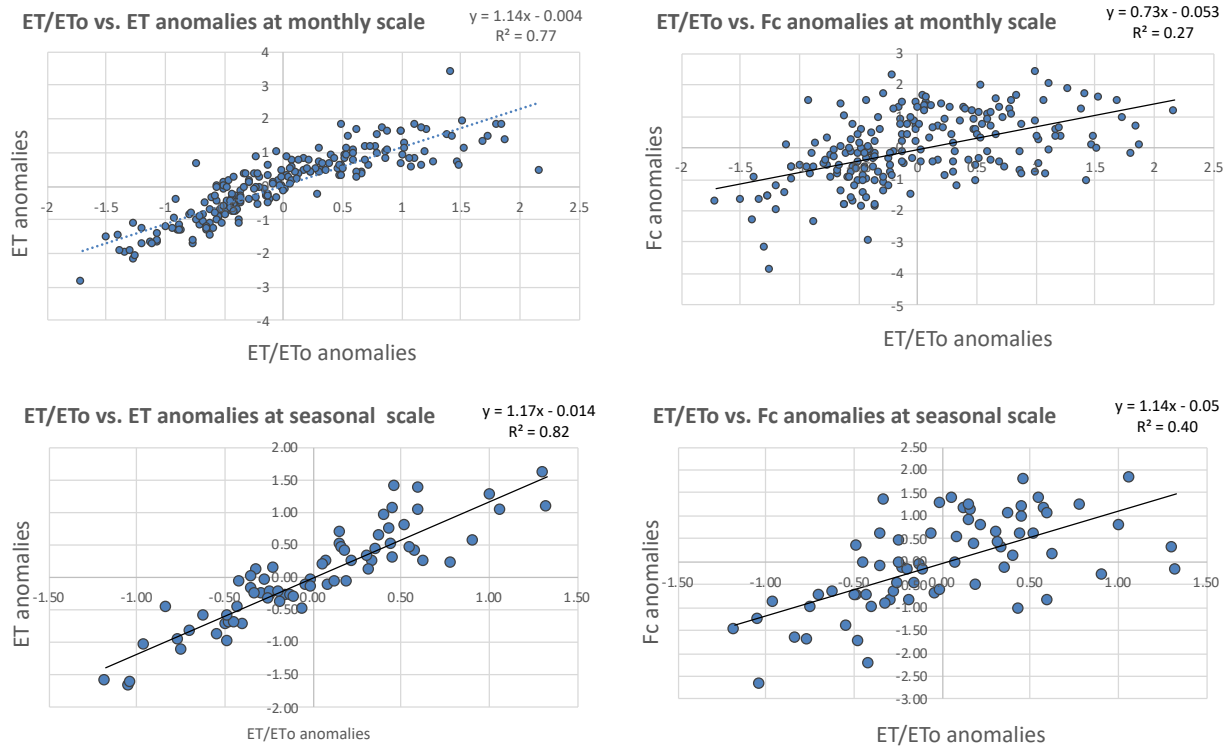 ET/ETo vs. ET anomalies at monthly scale
y = 1.14x - 0.004
R² = 0.77
4
3
2
1
0
-1
-2
-3
-4
-2 -1.5 -1 -0.5 0 0.5 1 1.5 2 2.5
ET anomalies
ET/ETo anomalies
ET/ETo vs. Fc anomalies at monthly scale
y = 0.73x - 0.053
R² = 0.27
3
2
1
0
-1
-2
-3
-4
-5
-2 -1.5 -1 -0.5 0 0.5 1 1.5 2 2.5
Fc anomalies
ET/ETo anomalies
ET/ETo vs. ET anomalies at seasonal scale
y = 1.17x - 0.014
R² = 0.82
2.00
1.50
1.00
0.50
0.00
-0.50
-1.00
-1.50
-2.00
-1.50 -1.00 -0.50 0.00 0.50 1.00 1.50
ET anomalies
ET/ETo anomalies
ET/ETo vs. Fc anomalies at seasonal scale
y = 1.14x - 0.05
R² = 0.40
2.50
2.00
1.50
1.00
0.50
0.00
-0.50
-1.00
-1.50
-2.00
-2.50
-3.00
-1.50 -1.00 -0.50 0.00 0.50 1.00 1.50
Fc anomalies
ET/ETo anomalies